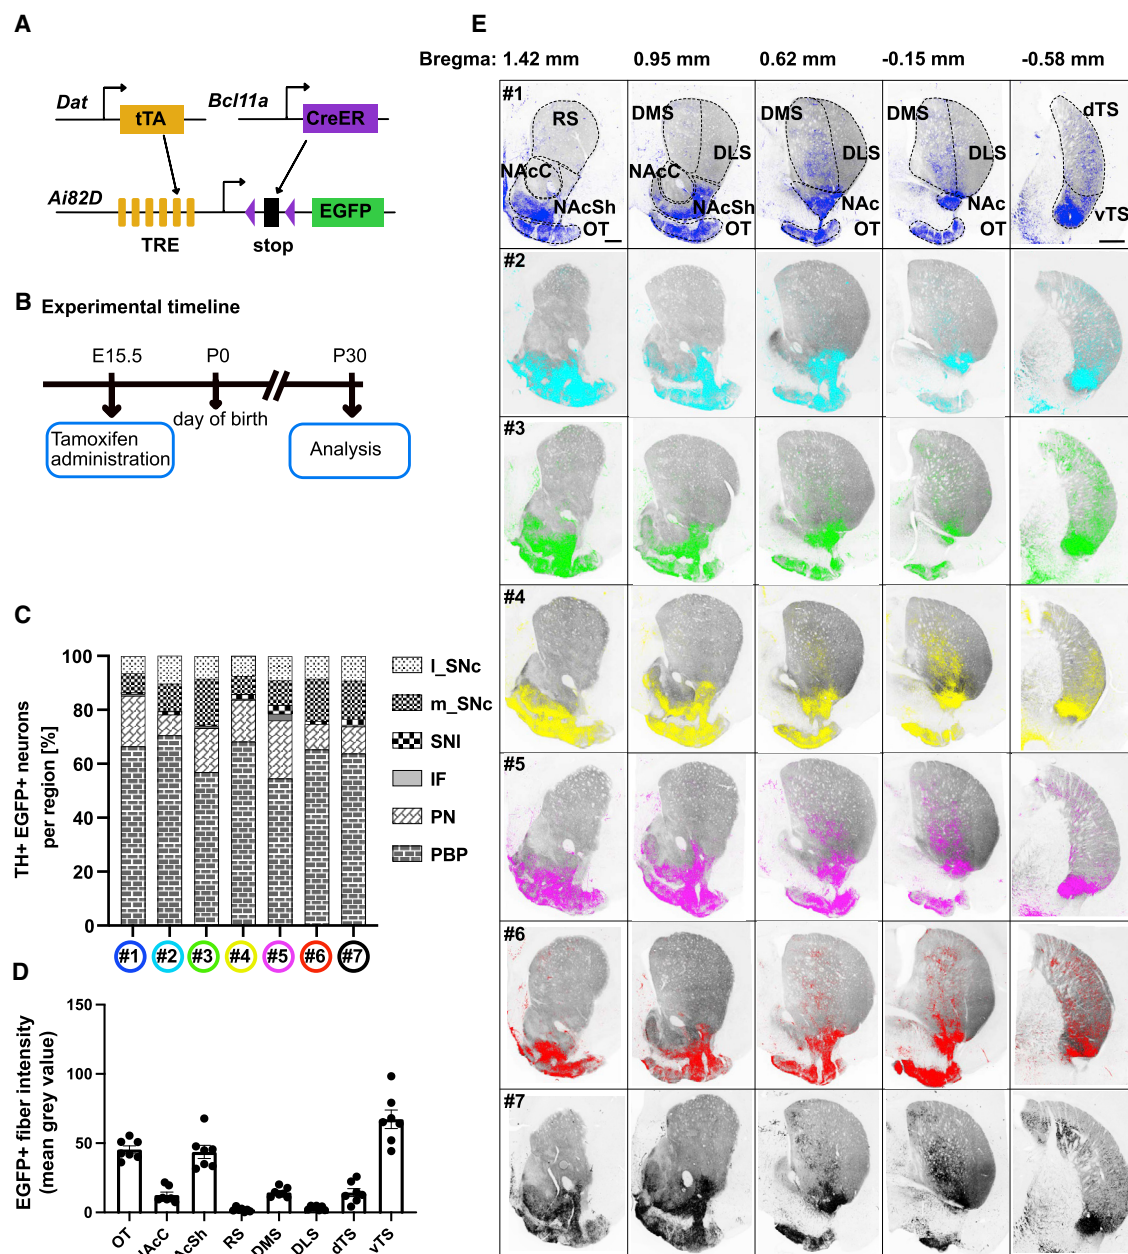 A
Dat
tTA
Bcl11a
CreER
Ai82D
EGFP
TRE
stop
B
Experimental timeline
E15.5
P0
P30
day of birth
Tamoxifen
administration
Analysis
C
100
80
60
40
20
0
TH+ EGFP+ neurons
per region [%]
l_SNc
m_SNc
SNl
IF
PN
PBP
#1
#2
#3
#4
#5
#6
#7
D
150
100
50
0
EGFP+ fiber intensity
(mean grey value)
OT
NAcC
AcSh
RS
DMS
DLS
dTS
vTS
E
Bregma: 1.42 mm
0.95 mm
0.62 mm
-0.15 mm
-0.58 mm
#1
RS
NAcC
NAcSh
OT
DMS
DLS
NAcC
NAcSh
OT
DMS
DLS
NAc
OT
DMS
DLS
NAc
OT
dTS
vTS
#2
#3
#4
#5
#6
#7